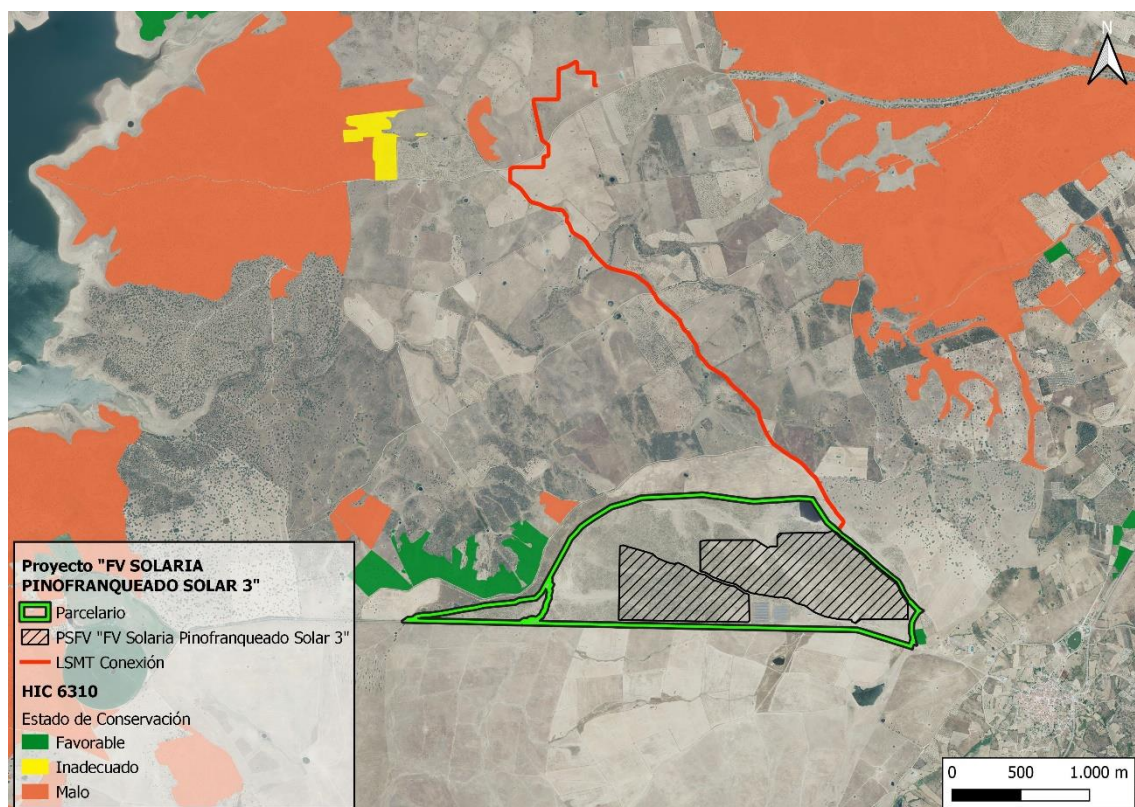 N
Proyecto "FV SOLARIA
PINOFRANQUEADO SOLAR 3"
Parcelario
PSFV "FV Solaria Pinofranqueado Solar 3"
LSMT Conexión
HIC 6310
Estado de Conservación
Favorable
Inadecuado
Malo
0 500 1.000 m